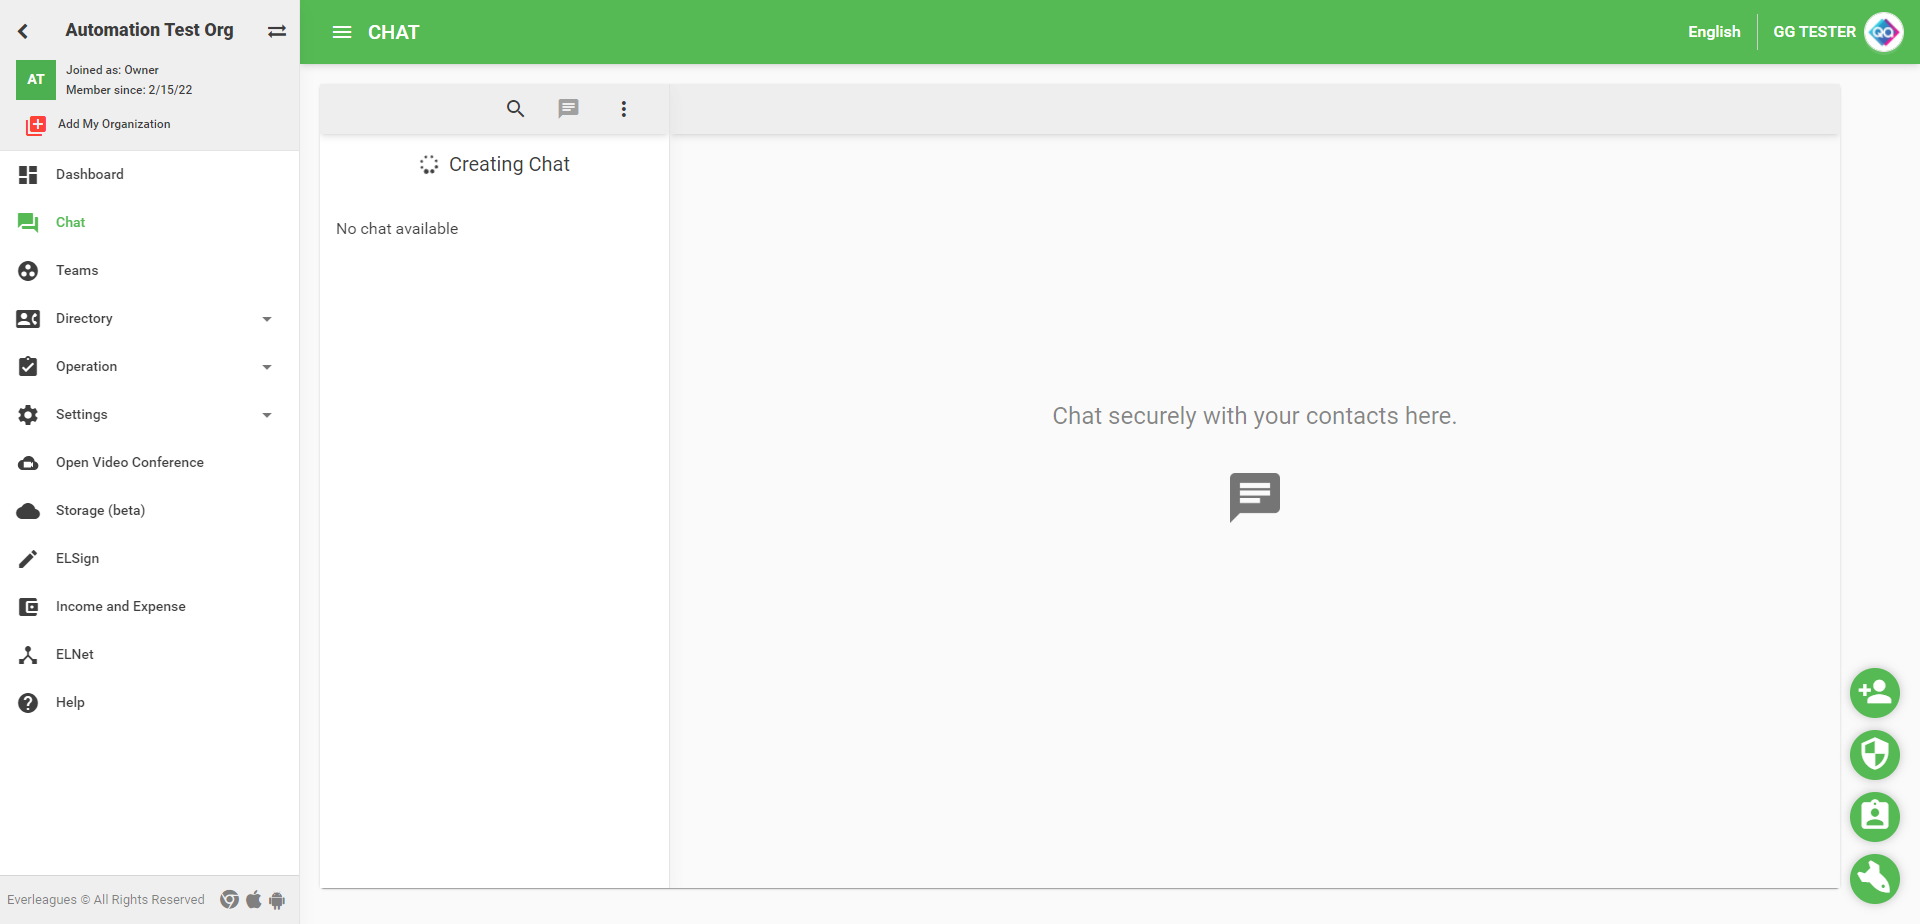 Automation Test Org
AT
Joined as: Owner
Member since: 2/15/22
Add My Organization
Dashboard
Chat
Teams
Directory
Operation
Settings
Open Video Conference
Storage (beta)
ELSign
Income and Expense
ELNet
Help
Everleagues © All Rights Reserved
CHAT
English
GG TESTER
QA
Creating Chat
No chat available
Chat securely with your contacts here.